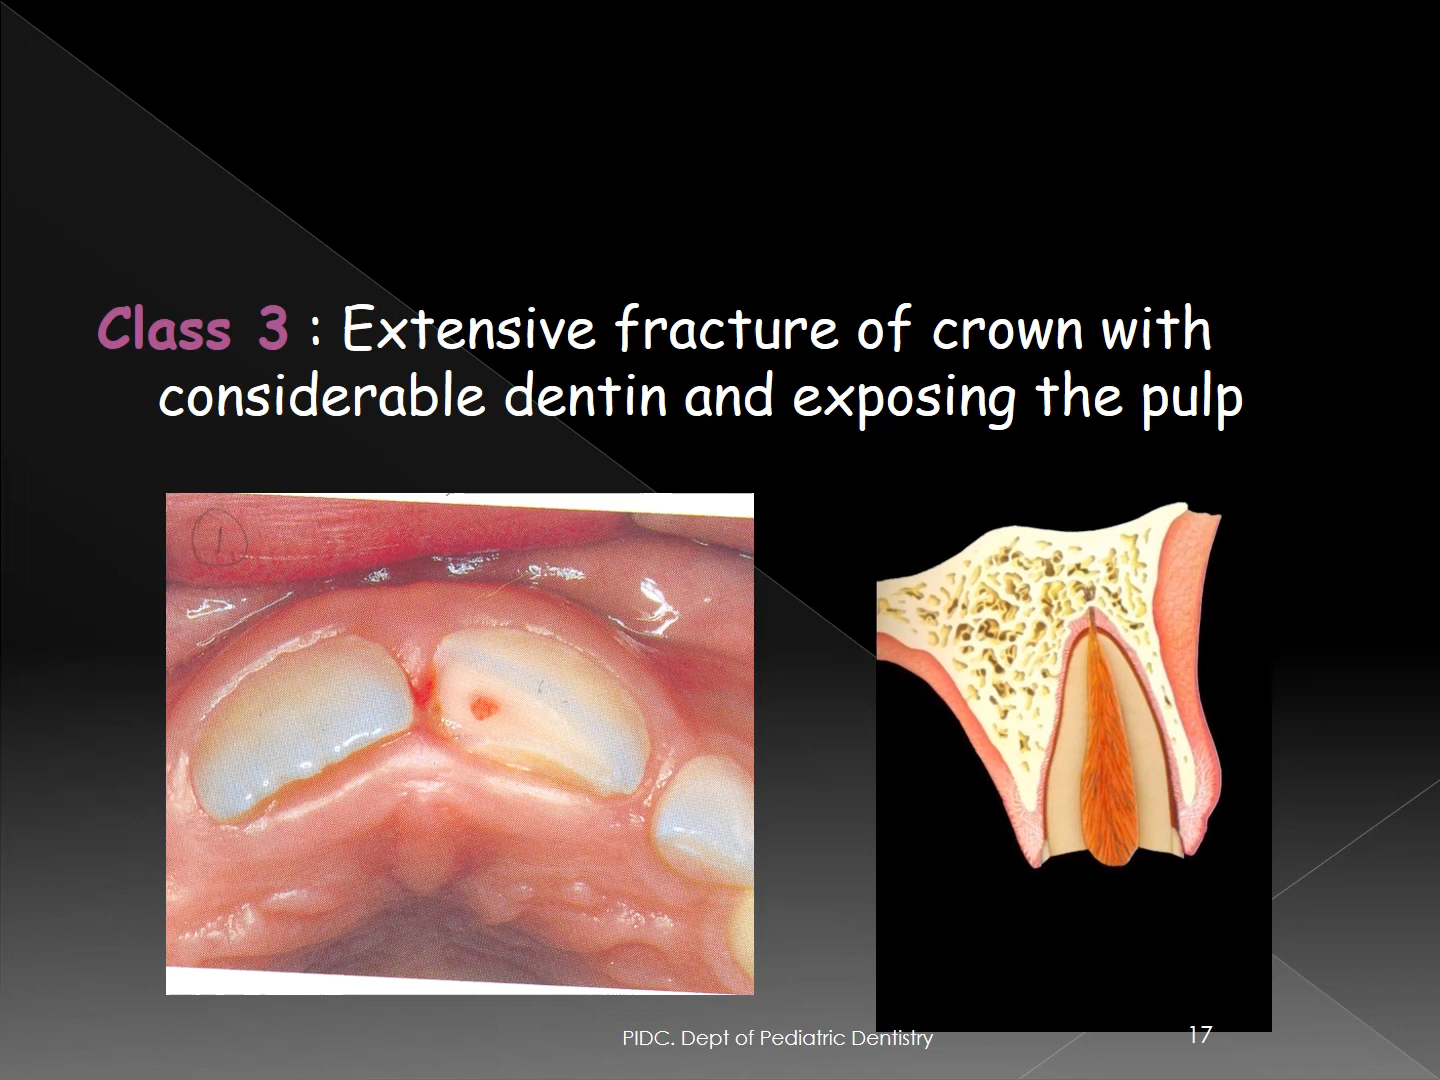 Class 3 : Extensive fracture of crown with
considerable dentin and exposing the pulp
1
PIDC. Dept of Pediatric Dentistry
17